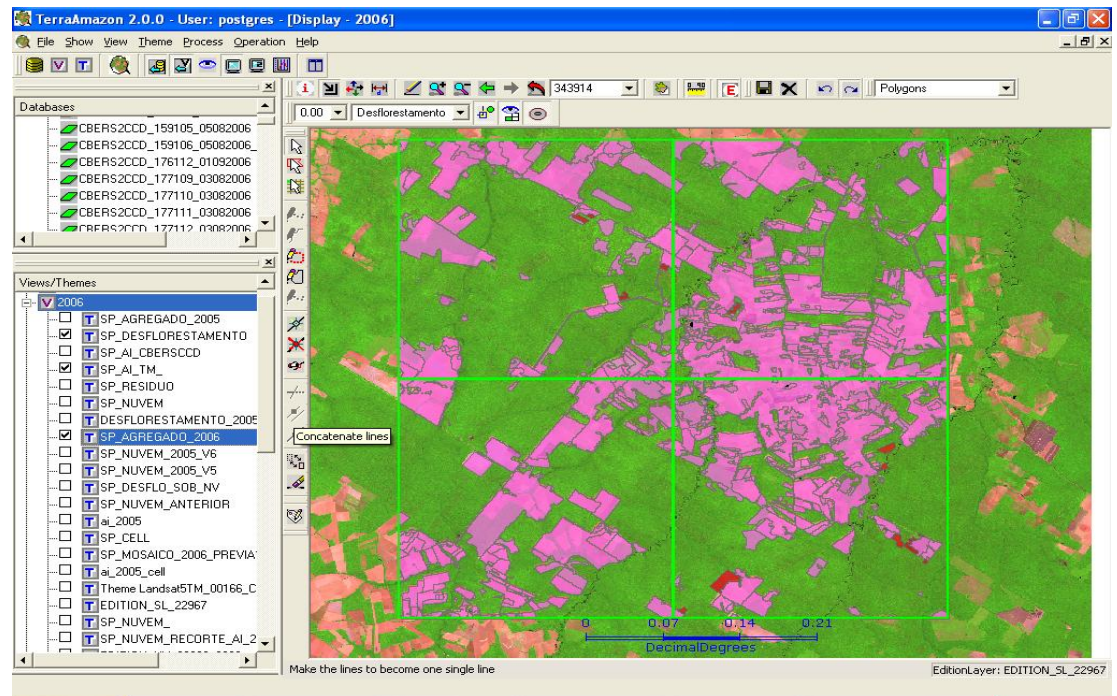 TerraAmazon 2.0.0 - User: postgres - [Display - 2006]
File Show View Theme Process Operation Help
343914
Polygons
0.00
Desflorestamento
Databases
CBERS2CCD_159105_05082006
CBERS2CCD_159106_05082006_
CBERS2CCD_176112_01092006
CBERS2CCD_177109_03082006
CBERS2CCD_177110_03082006
CBERS2CCD_177111_03082006
CBERS2CCD_177112_03082006
Views/Themes
2006
SP_AGREGADO_2005
SP_DESFLORESTAMENTO
SP_AI_CBERSCCD
SP_AI_TM_
SP_RESIDUO
SP_NUVEM
DESFLORESTAMENTO_2005
SP_AGREGADO_2006
SP_NUVEM_2005_V6
SP_NUVEM_2005_V5
SP_DESFLO_SOB_NV
SP_NUVEM_ANTERIOR
ai_2005
SP_CELL
SP_MOSAICO_2006_PREVIA
ai_2005_cell
Theme Landsat5TM_00166_C
EDITION_SL_22967
SP_NUVEM_
SP_NUVEM_RECORTE_AI_2
Concatenate lines
0 0.07 0.14 0.21
DecimalDegrees
Make the lines to become one single line
EditionLayer: EDITION_SL_22967